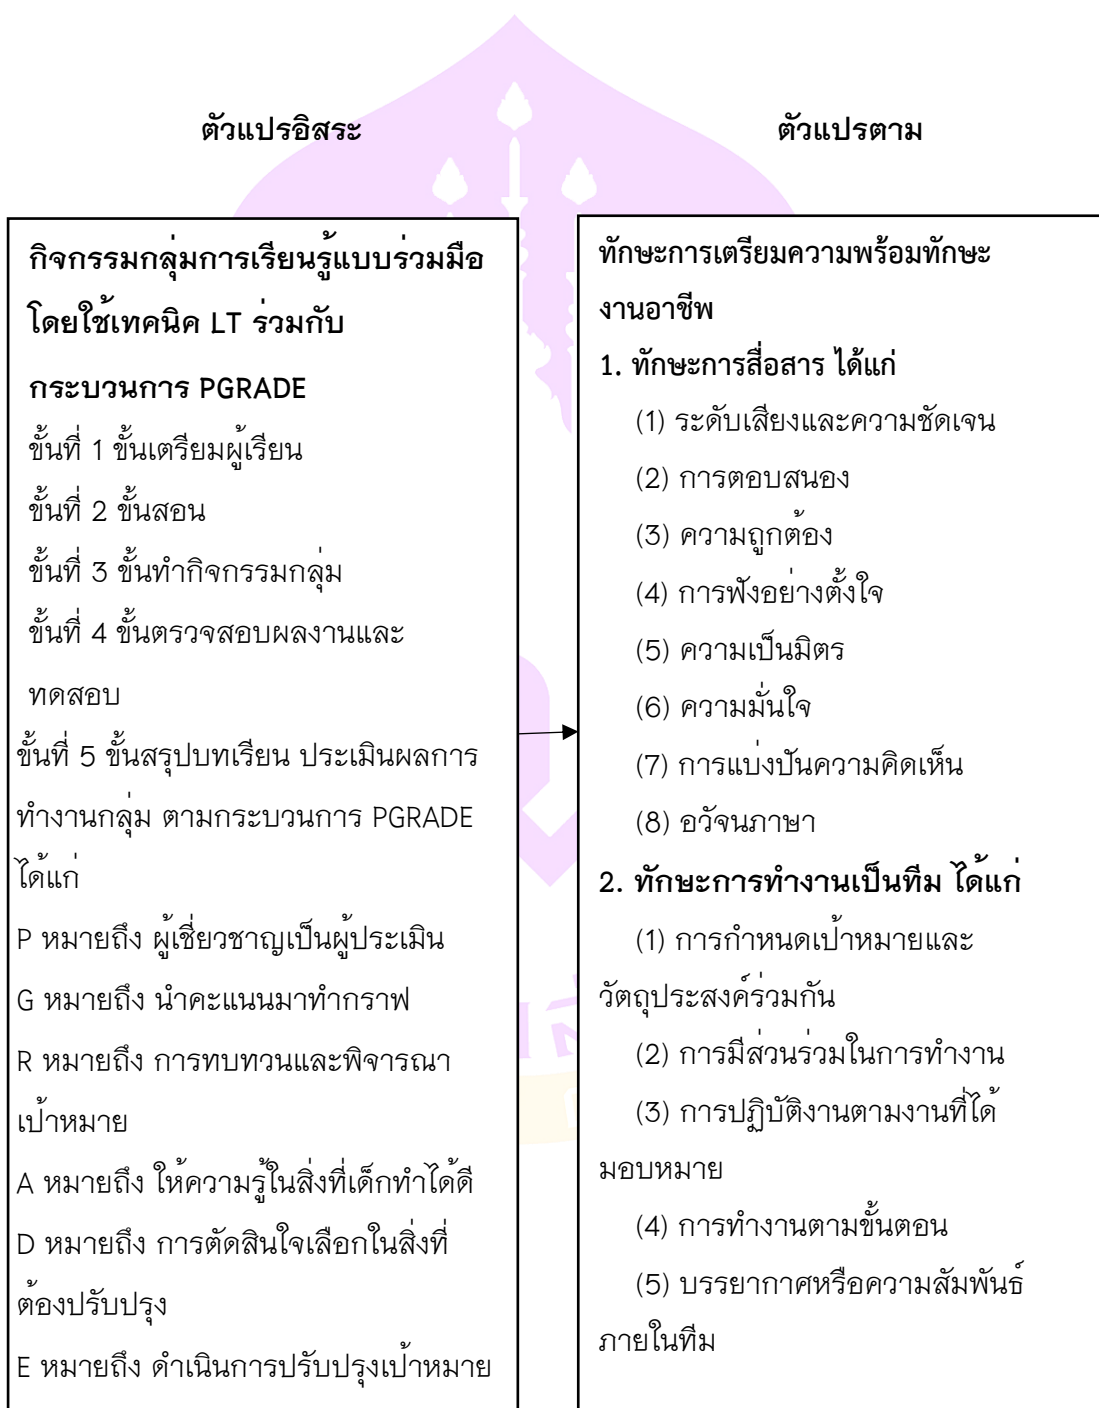 ตัวแปรอิสระ
ตัวแปรตาม
กิจกรรมกลุ่มการเรียนรู้แบบร่วมมือ
โดยใช้เทคนิค LT ร่วมกับ
กระบวนการ PGRADE
ขั้นที่ 1 ขั้นเตรียมผู้เรียน
ขั้นที่ 2 ขั้นสอน
ขั้นที่ 3 ขั้นทำกิจกรรมกลุ่ม
ขั้นที่ 4 ขั้นตรวจสอบผลงานและ
ทดสอบ
ขั้นที่ 5 ขั้นสรุปบทเรียน ประเมินผลการ
ทำงานกลุ่ม ตามกระบวนการ PGRADE
ได้แก่
P หมายถึง ผู้เชี่ยวชาญเป็นผู้ประเมิน
G หมายถึง นำคะแนนมาทำกราฟ
R หมายถึง การทบทวนและพิจารณา
เป้าหมาย
A หมายถึง ให้ความรู้ในสิ่งที่เด็กทำได้ดี
D หมายถึง การตัดสินใจเลือกในสิ่งที่
ต้องปรับปรุง
E หมายถึง ดำเนินการปรับปรุงเป้าหมาย
ทักษะการเตรียมความพร้อมทักษะ
งานอาชีพ
1. ทักษะการสื่อสาร ได้แก่
(1) ระดับเสียงและความชัดเจน
(2) การตอบสนอง
(3) ความถูกต้อง
(4) การฟังอย่างตั้งใจ
(5) ความเป็นมิตร
(6) ความมั่นใจ
(7) การแบ่งปันความคิดเห็น
(8) อวัจนภาษา
2. ทักษะการทำงานเป็นทีม ได้แก่
(1) การกำหนดเป้าหมายและ
วัตถุประสงค์ร่วมกัน
(2) การมีส่วนร่วมในการทำงาน
(3) การปฏิบัติงานตามงานที่ได้
มอบหมาย
(4) การทำงานตามขั้นตอน
(5) บรรยากาศหรือความสัมพันธ์
ภายในทีม